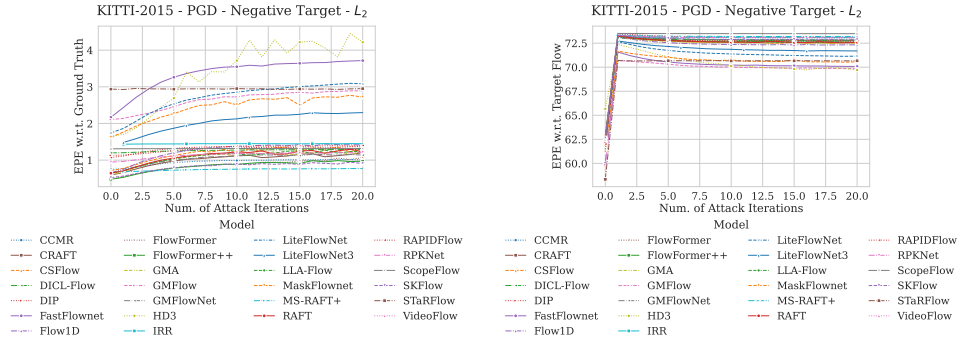 KITTI-2015 - PGD - Negative Target - L2
EPE w.r.t. Ground Truth
4
3
2
1
0.0 2.5 5.0 7.5 10.0 12.5 15.0 17.5 20.0
Num. of Attack Iterations
Model
CCMR FlowFormer LiteFlowNet RAPIDFlow
CRAFT FlowFormer++ LiteFlowNet3 RPKNet
CSFlow GMA LLA-Flow ScopeFlow
DICL-Flow GMFlow MaskFlownet SKFlow
DIP GMFlowNet MS-RAFT+ STaRFlow
FastFlownet HD3 RAFT VideoFlow
Flow1D IRR
KITTI-2015 - PGD - Negative Target - L2
EPE w.r.t. Target Flow
72.5
70.0
67.5
65.0
62.5
60.0
0.0 2.5 5.0 7.5 10.0 12.5 15.0 17.5 20.0
Num. of Attack Iterations
Model
CCMR FlowFormer LiteFlowNet RAPIDFlow
CRAFT FlowFormer++ LiteFlowNet3 RPKNet
CSFlow GMA LLA-Flow ScopeFlow
DICL-Flow GMFlow MaskFlownet SKFlow
DIP GMFlowNet MS-RAFT+ STaRFlow
FastFlownet HD3 RAFT VideoFlow
Flow1D IRR